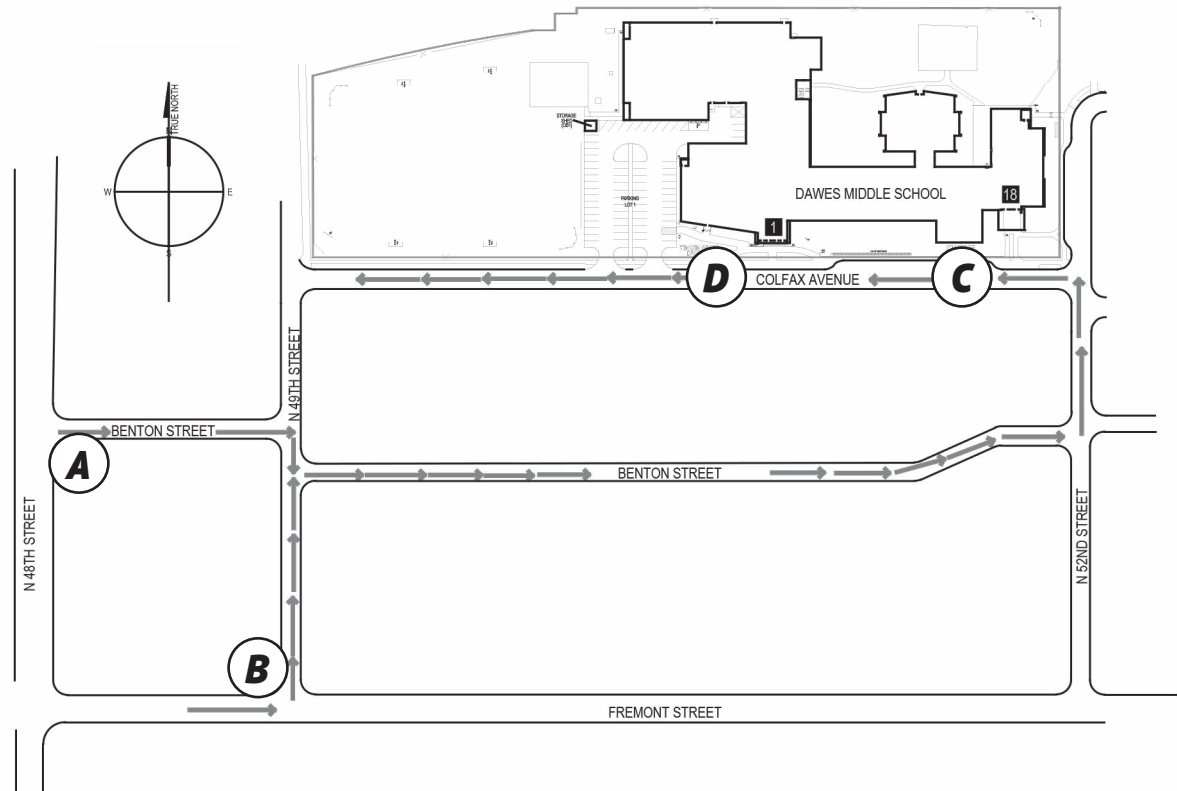 TRUE NORTH
W
E
S
STORAGE
SHED
(OB1)
P
PARKING
LOT 1
DAWES MIDDLE SCHOOL
18
1
D
COLFAX AVENUE
C
N 49TH STREET
BENTON STREET
A
BENTON STREET
N 48TH STREET
N 52ND STREET
B
FREMONT STREET